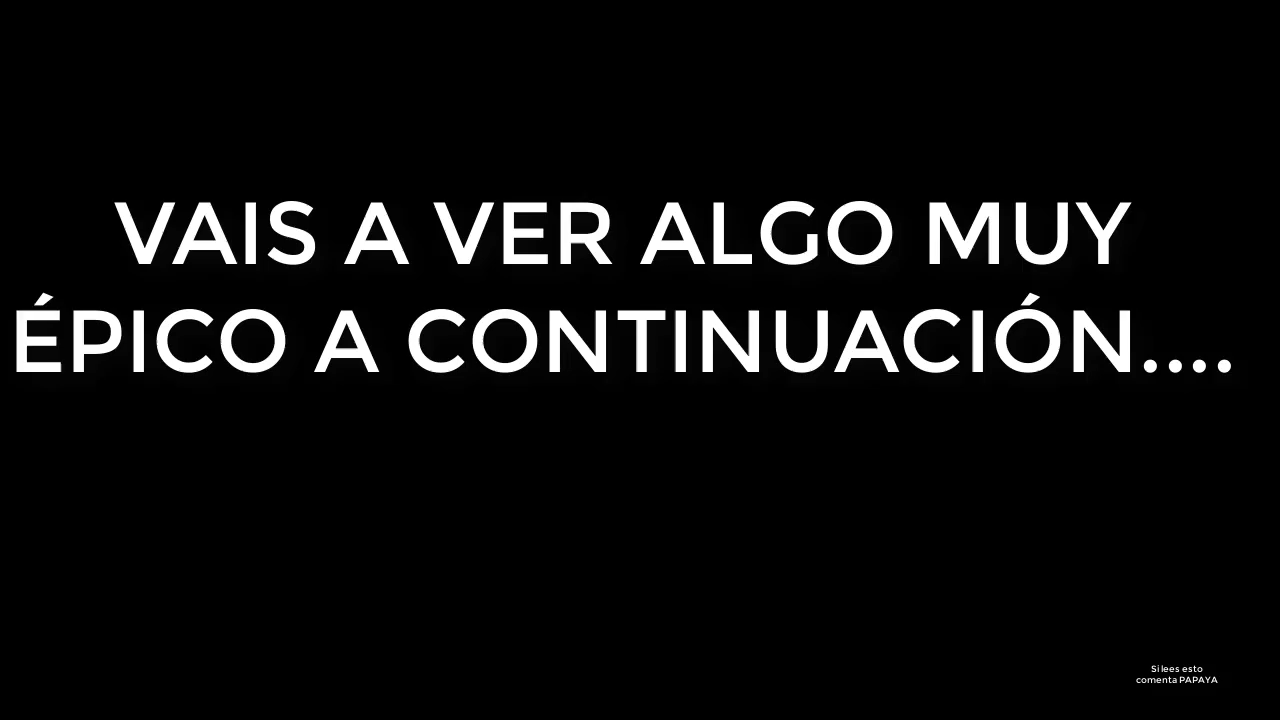 VAIS A VER ALGO MUY
ÉPICO A CONTINUACIÓN....
Si lees esto
comenta PAPAYA